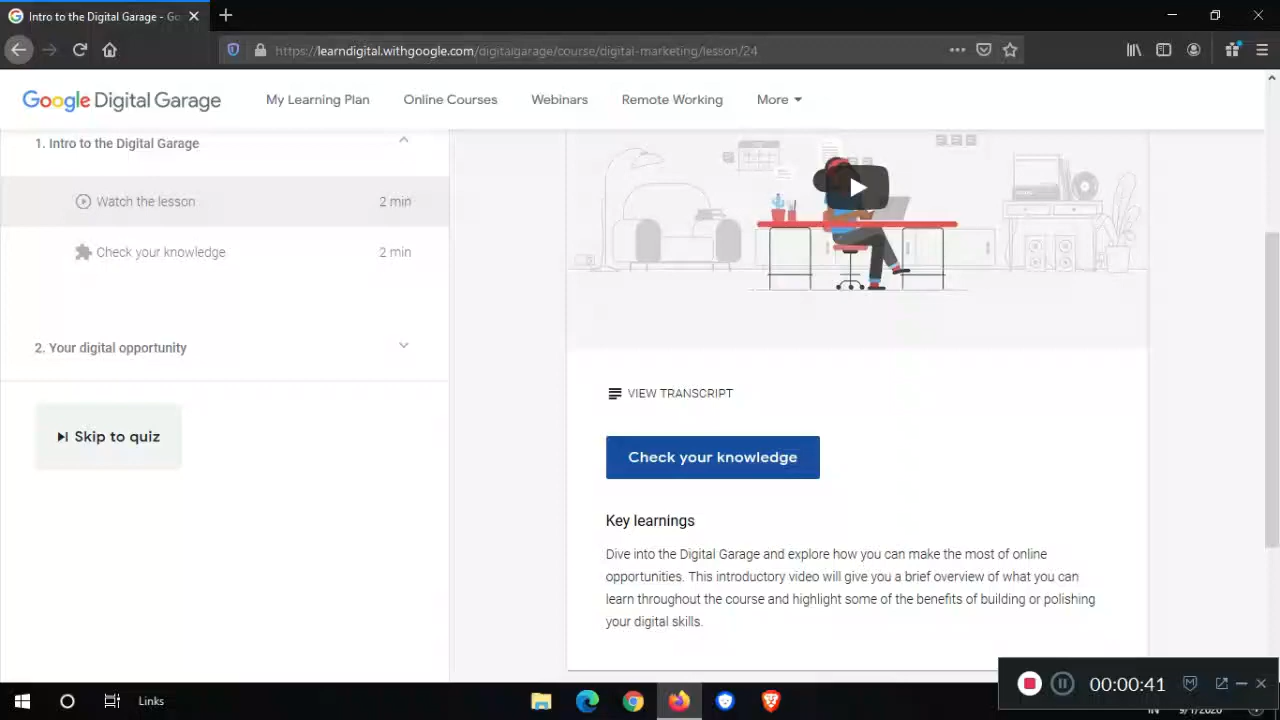 Intro to the Digital Garage - Go
https://learndigital.withgoogle.com/digitalgarage/course/digital-marketing/lesson/24
Google Digital Garage
My Learning Plan
Online Courses
Webinars
Remote Working
More
1. Intro to the Digital Garage
Watch the lesson
2 min
Check your knowledge
2 min
2. Your digital opportunity
Skip to quiz
VIEW TRANSCRIPT
Check your knowledge
Key learnings
Dive into the Digital Garage and explore how you can make the most of online
opportunities. This introductory video will give you a brief overview of what you can
learn throughout the course and highlight some of the benefits of building or polishing
your digital skills.
00:00:41
Links
IN
9/1/2020